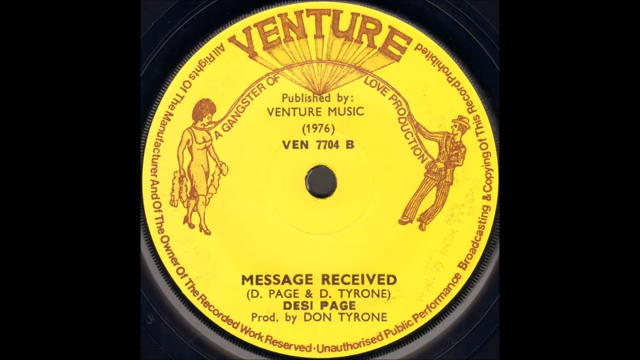 VENTURE
A GANGSTER OF LOVE PRODUCTION
Published by:
VENTURE MUSIC
(1976)
VEN 7704 B
MESSAGE RECEIVED
(D. PAGE & D. TYRONE)
DESI PAGE
Prod. by DON TYRONE
All Rights Of The Manufacturer And Of The Owner Of The Recorded Work Reserved · Unauthorised Public Performance Broadcasting & Copying Of This Record Prohibited